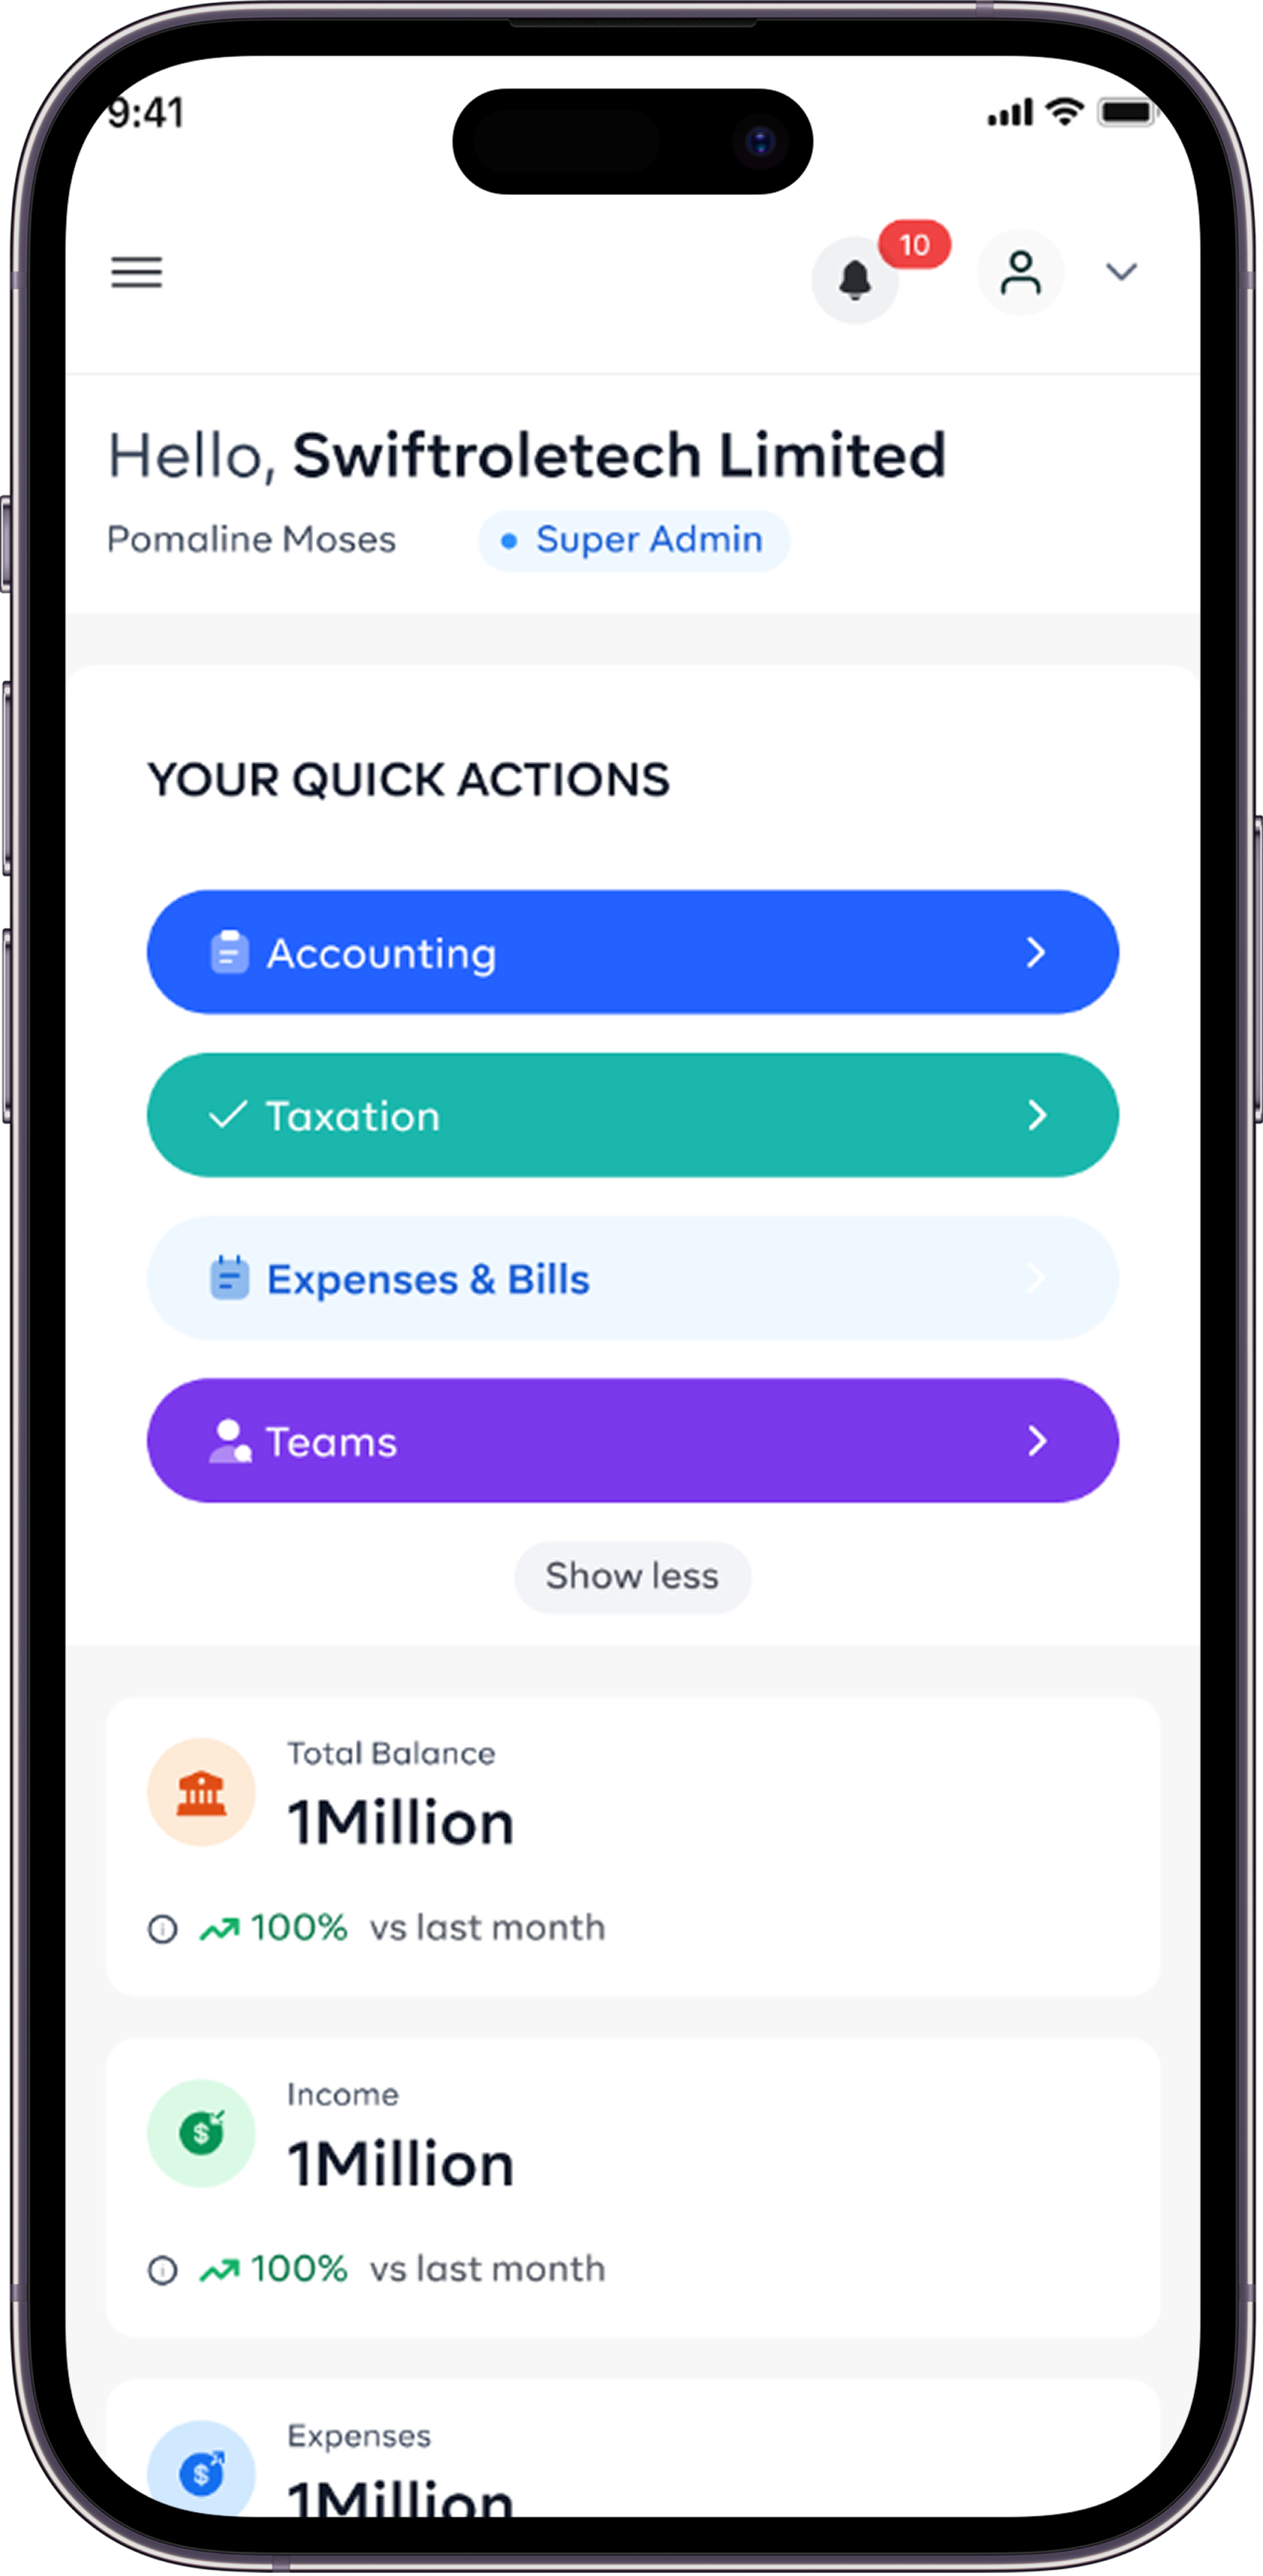 9:41
10
Hello, Swiftroletech Limited
Pomaline Moses
Super Admin
YOUR QUICK ACTIONS
Accounting
Taxation
Expenses & Bills
Teams
Show less
Total Balance
1Million
100% vs last month
Income
1Million
100% vs last month
Expenses
1Million